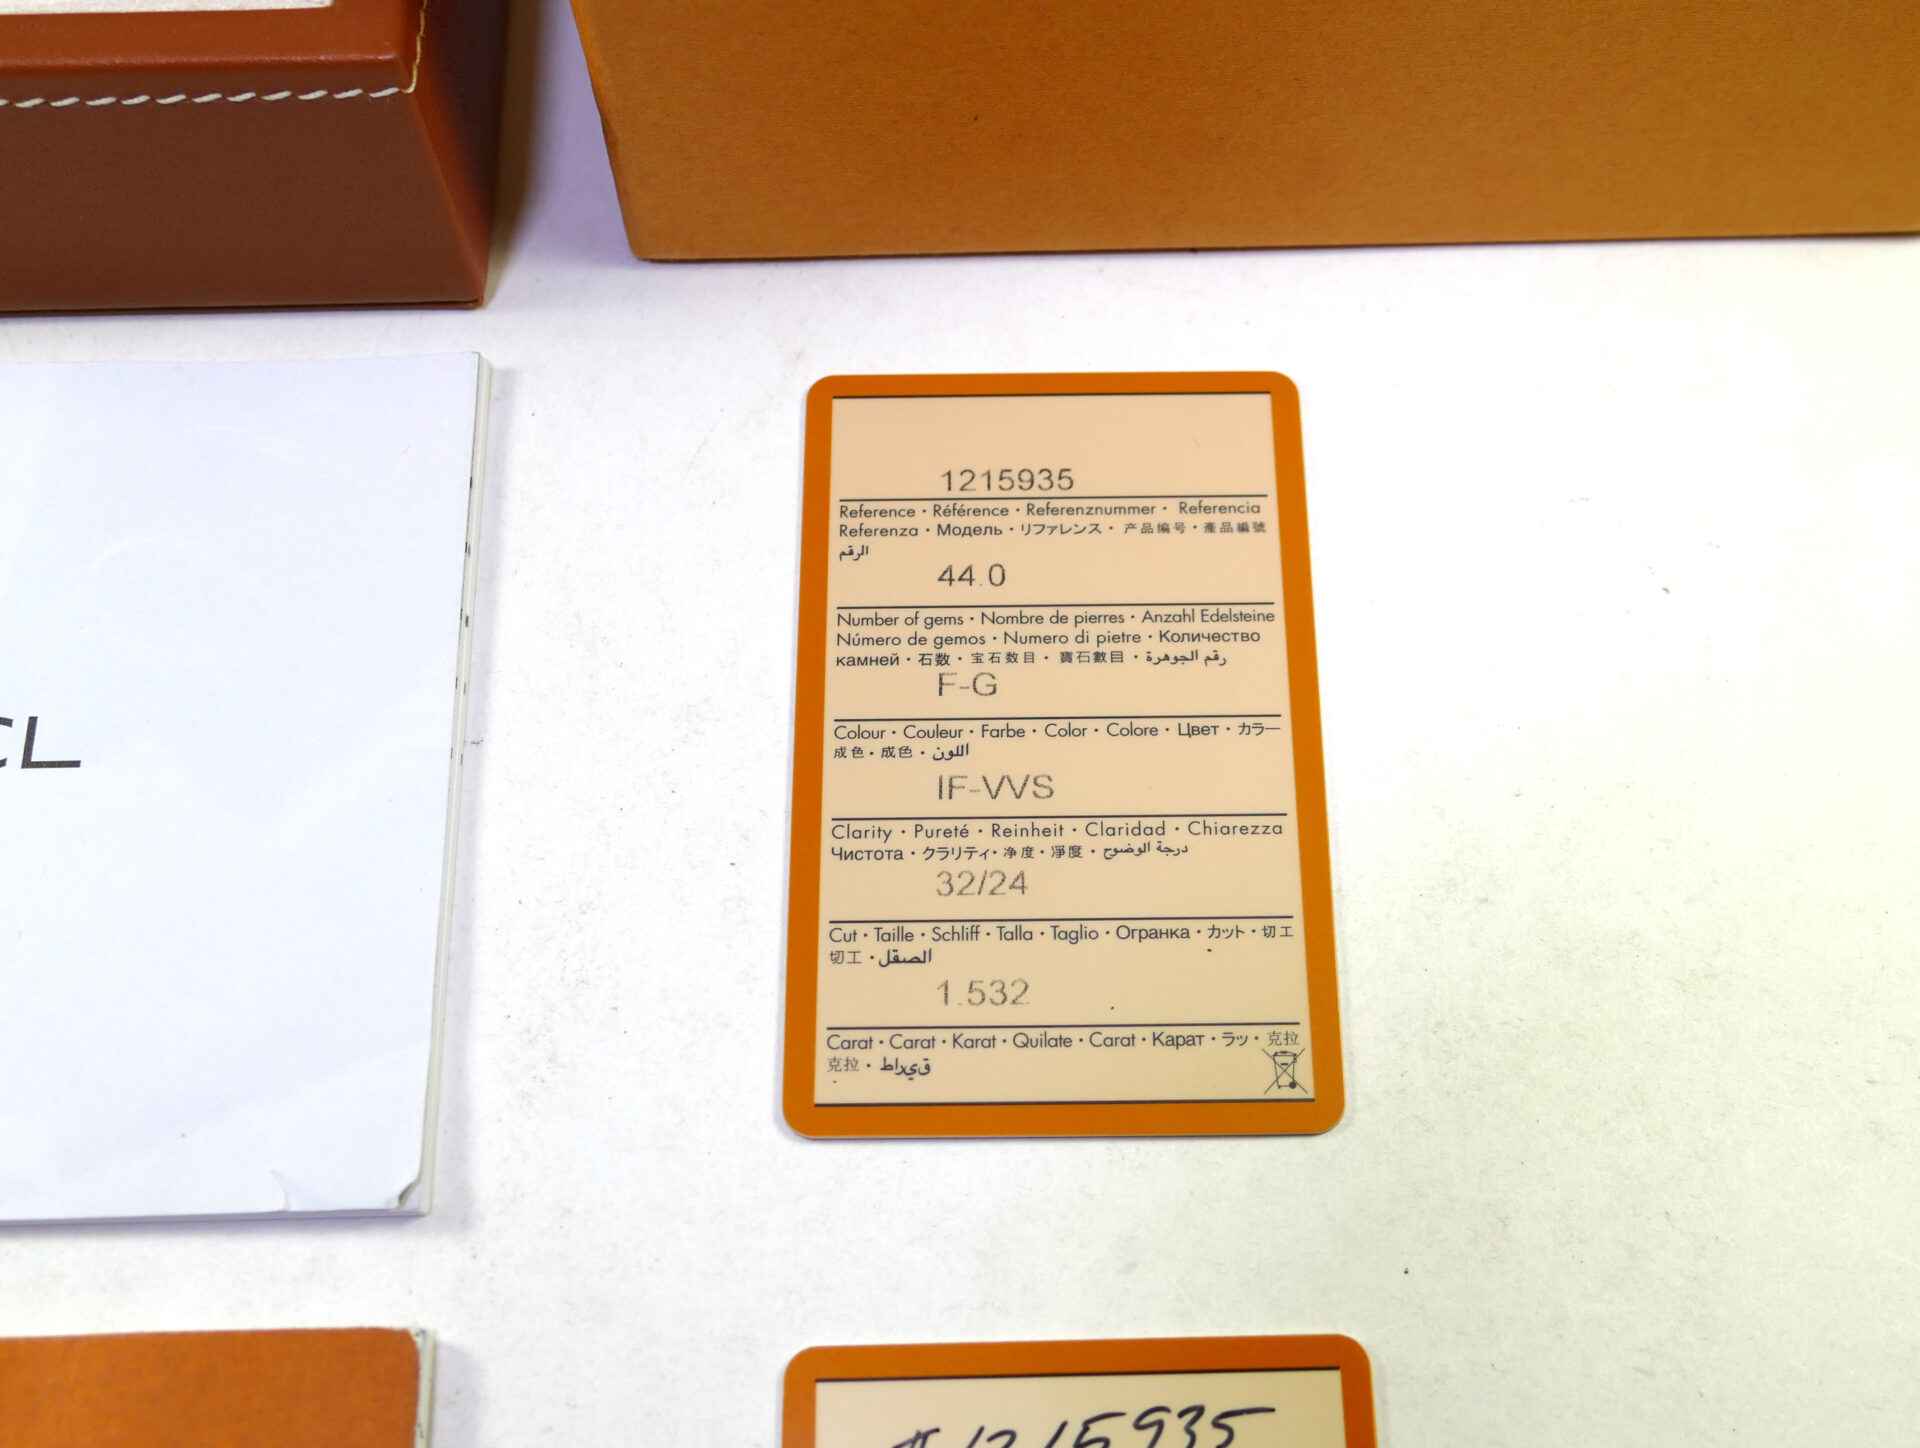 1215935
Reference · Référence · Referenznummer · Referencia
Referenza · Модель · リファレンス · 产品编号 · 產品編號
الرقم
44.0
Number of gems · Nombre de pierres · Anzahl Edelsteine
Número de gemos · Numero di pietre · Количество
камней · 石数 · 宝石数目 · 寶石數目 · رقم الجوهرة
F-G
Colour · Couleur · Farbe · Color · Colore · Цвет · カラー
成色 · 成色 · اللون
IF-VVS
Clarity · Pureté · Reinheit · Claridad · Chiarezza
Чистота · クラリティ · 净度 · 淨度 · درجة الوضوح
32/24
Cut · Taille · Schliff · Talla · Taglio · Огранка · カット · 切工
切工 · الصقل
1.532
Carat · Carat · Karat · Quilate · Carat · Карат · ラッ · 克拉
克拉 · قيراط
CL
#1215935